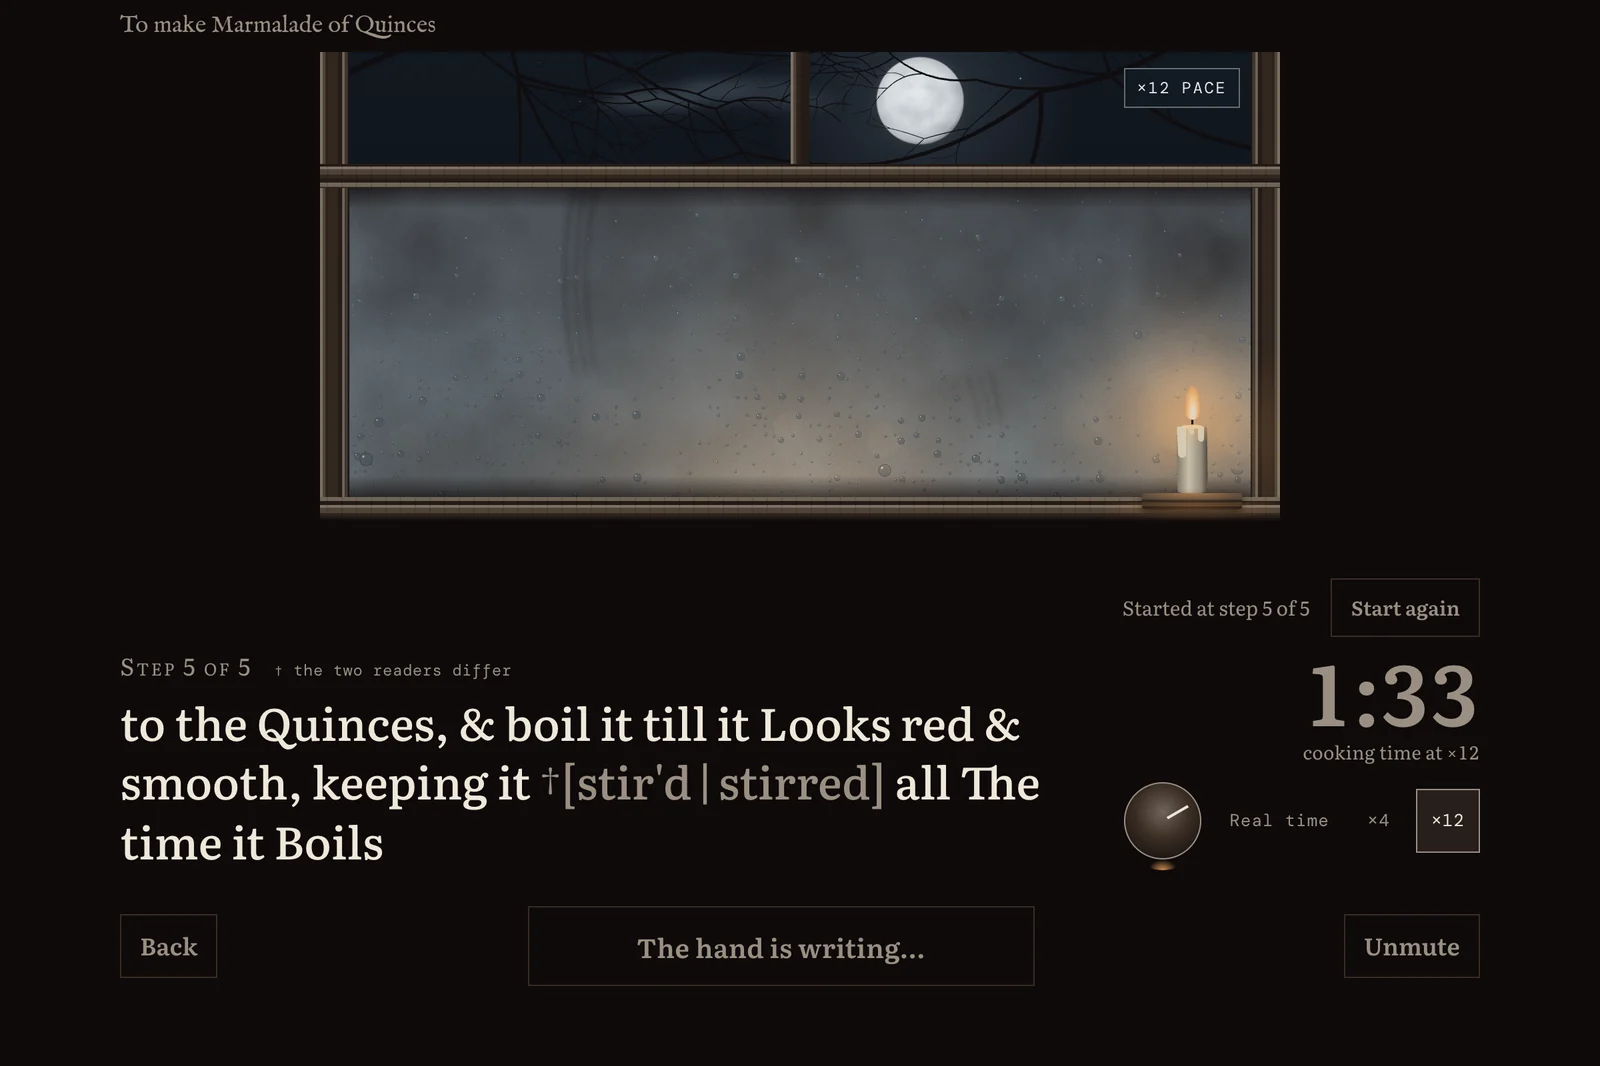 To make Marmalade of Quinces
×12 PACE
Started at step 5 of 5
Start again
STEP 5 OF 5 † the two readers differ
1:33
to the Quinces, & boil it till it Looks red &
smooth, keeping it †[stir'd | stirred] all The
time it Boils
cooking time at ×12
Real time ×4 ×12
Back
The hand is writing...
Unmute